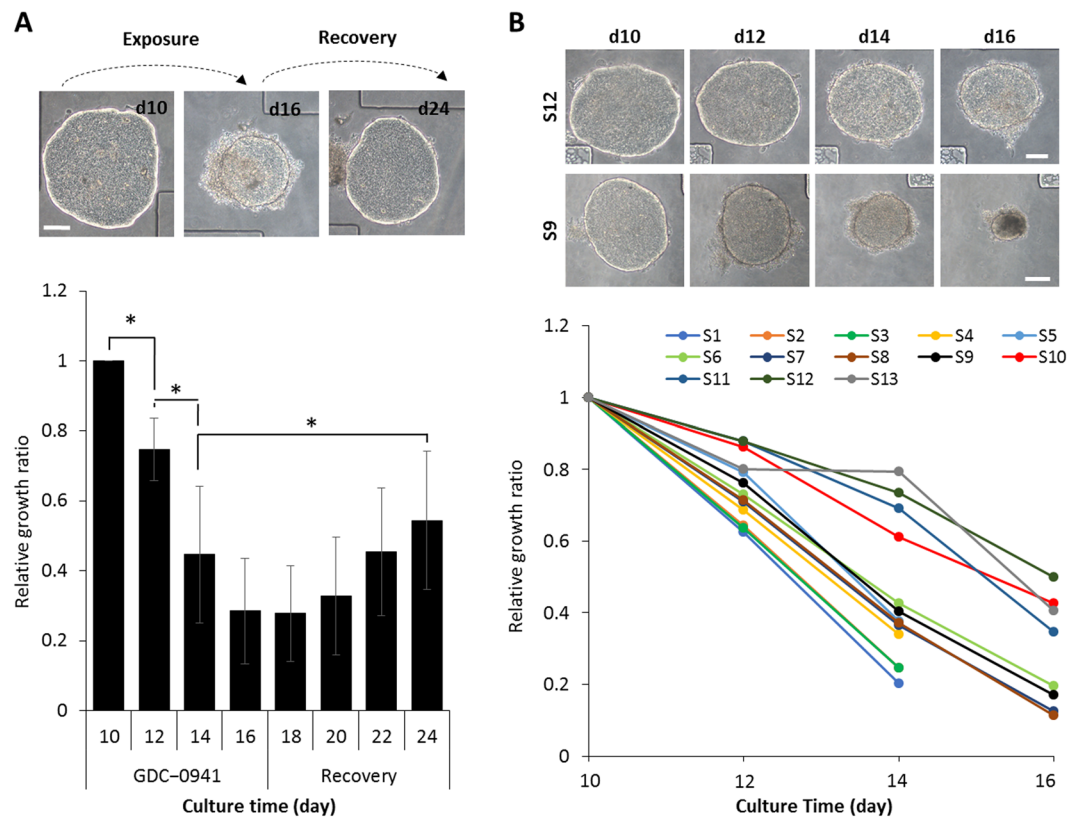 A
Exposure
Recovery
d10
d16
d24
1.2
1
0.8
0.6
0.4
0.2
0
Relative growth ratio
*
*
*
10 12 14 16 18 20 22 24
GDC–0941 Recovery
Culture time (day)
B
d10 d12 d14 d16
S12
S9
1.2
1
0.8
0.6
0.4
0.2
0
Relative growth ratio
S1 S2 S3 S4 S5
S6 S7 S8 S9 S10
S11 S12 S13
10 12 14 16
Culture Time (day)